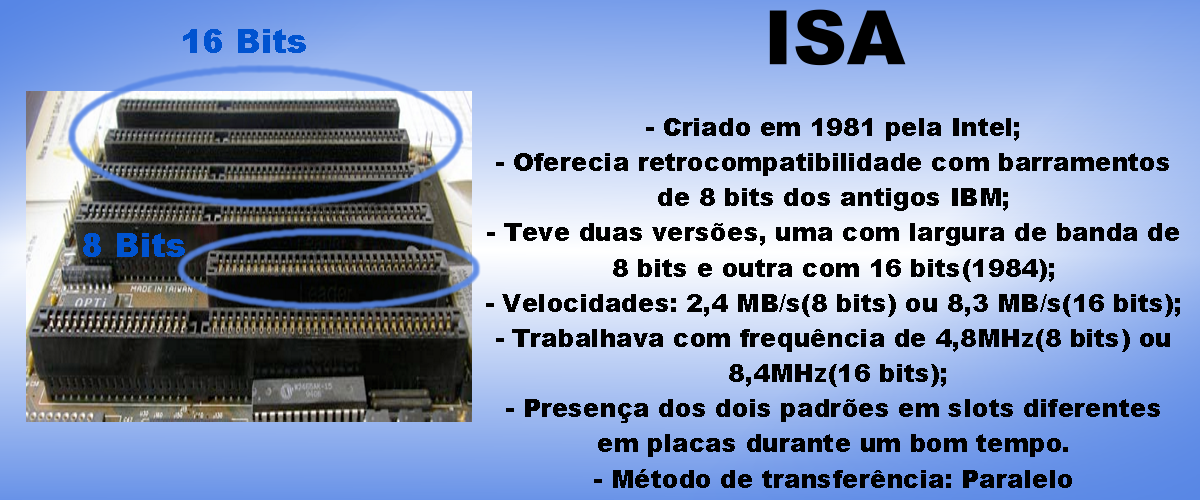 16 Bits
ISA
- Criado em 1981 pela Intel;
- Oferecia retrocompatibilidade com barramentos
de 8 bits dos antigos IBM;
- Teve duas versões, uma com largura de banda de
8 bits e outra com 16 bits(1984);
- Velocidades: 2,4 MB/s(8 bits) ou 8,3 MB/s(16 bits);
- Trabalhava com frequência de 4,8MHz(8 bits) ou
8,4MHz(16 bits);
- Presença dos dois padrões em slots diferentes
em placas durante um bom tempo.
- Método de transferência: Paralelo
8 Bits
MADE IN TAIWAN
OPTi